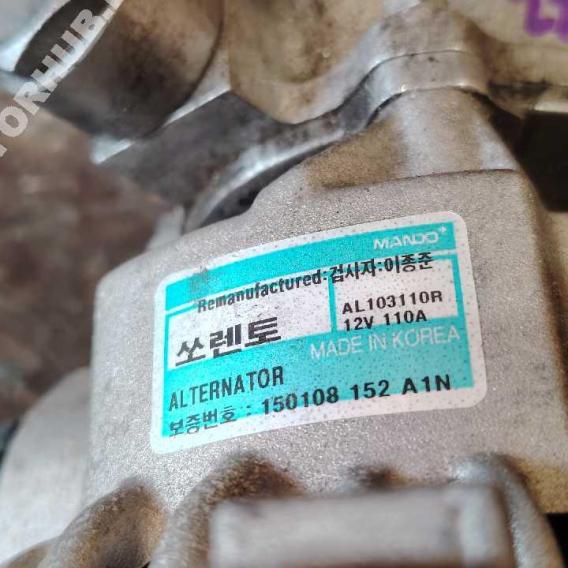 MANDO+
Remanufactured:검사자:이종준
쏘렌토
AL103110R
12V 110A
MADE IN KOREA
ALTERNATOR
보증번호 : 150108 152 A1N